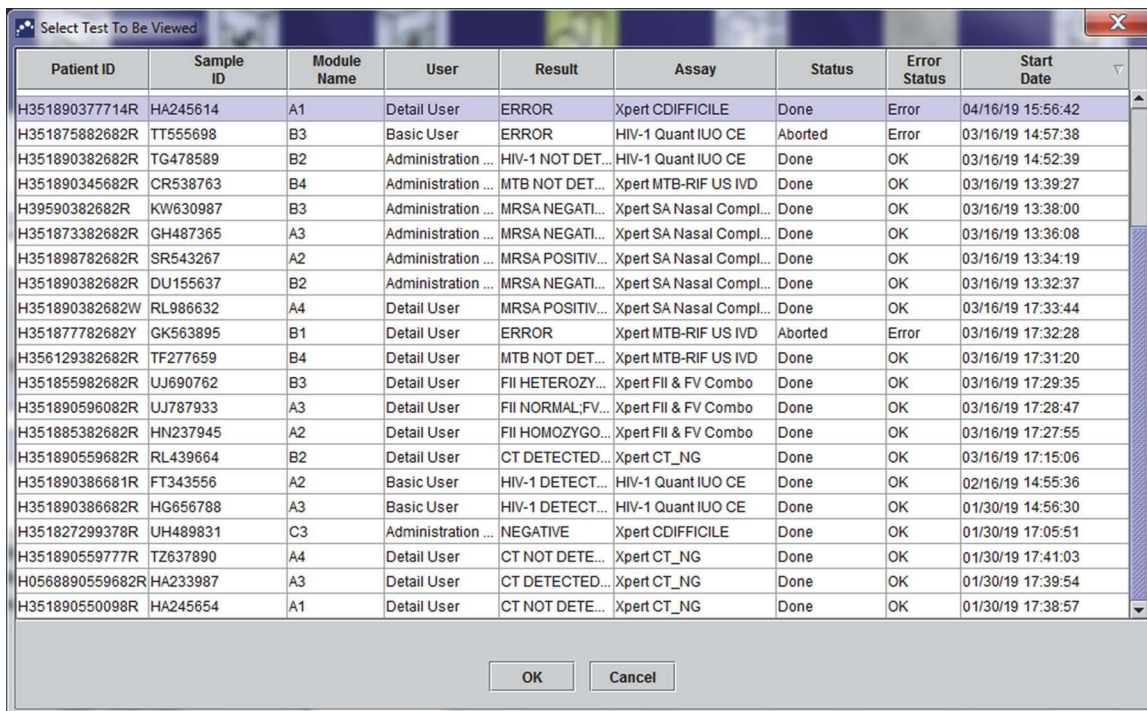 Select Test To Be Viewed
Patient ID Sample ID Module Name User Result Assay Status Error Status Start Date
H351890377714R HA245614 A1 Detail User ERROR Xpert CDIFFICILE Done Error 04/16/19 15:56:42
H351875882682R TT555698 B3 Basic User ERROR HIV-1 Quant IUO CE Aborted Error 03/16/19 14:57:38
H351890382682R TG478589 B2 Administration ... HIV-1 NOT DET... HIV-1 Quant IUO CE Done OK 03/16/19 14:52:39
H351890345682R CR538763 B4 Administration ... MTB NOT DET... Xpert MTB-RIF US IVD Done OK 03/16/19 13:39:27
H39590382682R KW630987 B3 Administration ... MRSA NEGATI... Xpert SA Nasal Compl... Done OK 03/16/19 13:38:00
H351873382682R GH487365 A3 Administration ... MRSA NEGATI... Xpert SA Nasal Compl... Done OK 03/16/19 13:36:08
H351898782682R SR543267 A2 Administration ... MRSA POSITIV... Xpert SA Nasal Compl... Done OK 03/16/19 13:34:19
H351890382682R DU155637 B2 Administration ... MRSA NEGATI... Xpert SA Nasal Compl... Done OK 03/16/19 13:32:37
H351890382682W RL986632 A4 Detail User MRSA POSITIV... Xpert SA Nasal Compl... Done OK 03/16/19 17:33:44
H351877782682Y GK563895 B1 Detail User ERROR Xpert MTB-RIF US IVD Aborted Error 03/16/19 17:32:28
H356129382682R TF277659 B4 Detail User MTB NOT DET... Xpert MTB-RIF US IVD Done OK 03/16/19 17:31:20
H351855982682R UJ690762 B3 Detail User FII HETEROZY... Xpert FII & FV Combo Done OK 03/16/19 17:29:35
H351890596082R UJ787933 A3 Detail User FII NORMAL;FV... Xpert FII & FV Combo Done OK 03/16/19 17:28:47
H351885382682R HN237945 A2 Detail User FII HOMOZYGO... Xpert FII & FV Combo Done OK 03/16/19 17:27:55
H351890559682R RL439664 B2 Detail User CT DETECTED... Xpert CT_NG Done OK 03/16/19 17:15:06
H351890386681R FT343556 A2 Basic User HIV-1 DETECT... HIV-1 Quant IUO CE Done OK 02/16/19 14:55:36
H351890386682R HG656788 A3 Basic User HIV-1 DETECT... HIV-1 Quant IUO CE Done OK 01/30/19 14:56:30
H351827299378R UH489831 C3 Administration ... NEGATIVE Xpert CDIFFICILE Done OK 01/30/19 17:05:51
H351890559777R TZ637890 A4 Detail User CT NOT DETE... Xpert CT_NG Done OK 01/30/19 17:41:03
H0568890559682R HA233987 A3 Detail User CT DETECTED... Xpert CT_NG Done OK 01/30/19 17:39:54
H351890550098R HA245654 A1 Detail User CT NOT DETE... Xpert CT_NG Done OK 01/30/19 17:38:57
OK Cancel